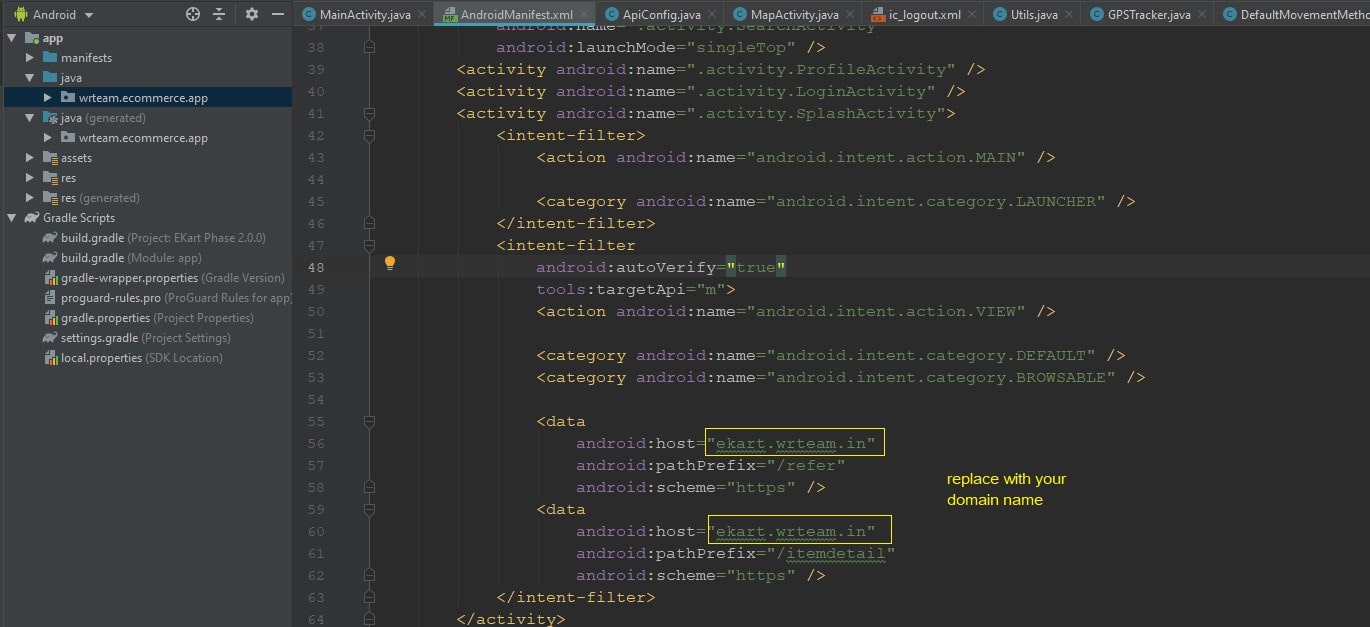 Android
MainActivity.java
AndroidManifest.xml
ApiConfig.java
MapActivity.java
ic_logout.xml
Utils.java
GPSTracker.java
DefaultMovementMetho
app
manifests
java
wrteam.ecommerce.app
java (generated)
wrteam.ecommerce.app
assets
res
res (generated)
Gradle Scripts
build.gradle (Project: EKart Phase 2.0.0)
build.gradle (Module: app)
gradle-wrapper.properties (Gradle Version)
proguard-rules.pro (ProGuard Rules for app)
gradle.properties (Project Properties)
settings.gradle (Project Settings)
local.properties (SDK Location)
37 android:name=".activity.SearchActivity"
38 android:launchMode="singleTop" />
39 <activity android:name=".activity.ProfileActivity" />
40 <activity android:name=".activity.LoginActivity" />
41 <activity android:name=".activity.SplashActivity">
42 <intent-filter>
43 <action android:name="android.intent.action.MAIN" />
44
45 <category android:name="android.intent.category.LAUNCHER" />
46 </intent-filter>
47 <intent-filter
48 android:autoVerify="true"
49 tools:targetApi="m">
50 <action android:name="android.intent.action.VIEW" />
51
52 <category android:name="android.intent.category.DEFAULT" />
53 <category android:name="android.intent.category.BROWSABLE" />
54
55 <data
56 android:host="ekart.wrteam.in"
57 android:pathPrefix="/refer"
58 android:scheme="https" />
59 <data
60 android:host="ekart.wrteam.in"
61 android:pathPrefix="/itemdetail"
62 android:scheme="https" />
63 </intent-filter>
64 </activity>
replace with your
domain name